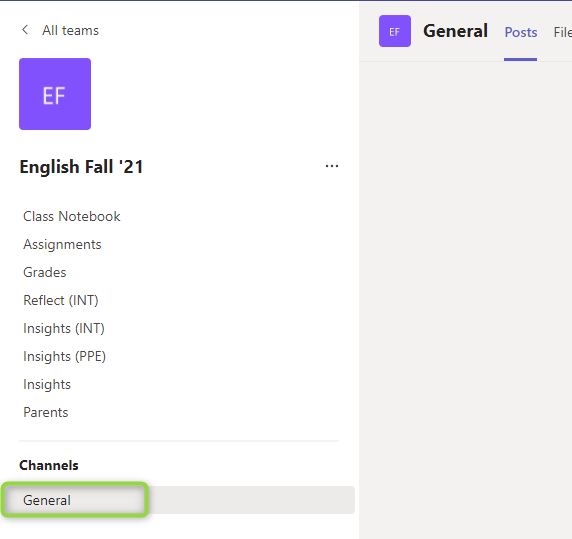 All teams
EF
English Fall '21
Class Notebook
Assignments
Grades
Reflect (INT)
Insights (INT)
Insights (PPE)
Insights
Parents
Channels
General
EF General Posts File